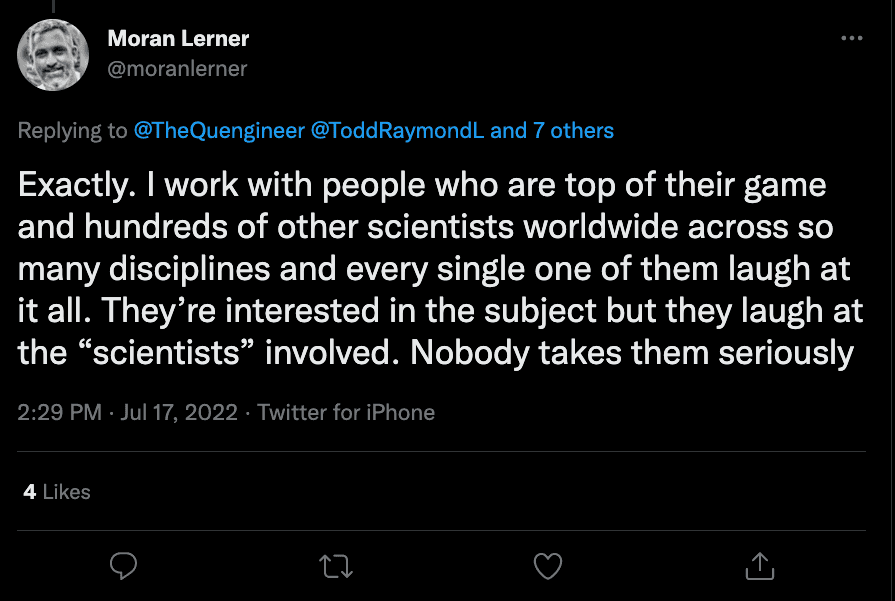 Moran Lerner
@moranlerner
Replying to @TheQuengineer @ToddRaymondL and 7 others
Exactly. I work with people who are top of their game
and hundreds of other scientists worldwide across so
many disciplines and every single one of them laugh at
it all. They’re interested in the subject but they laugh at
the “scientists” involved. Nobody takes them seriously
2:29 PM · Jul 17, 2022 · Twitter for iPhone
4 Likes